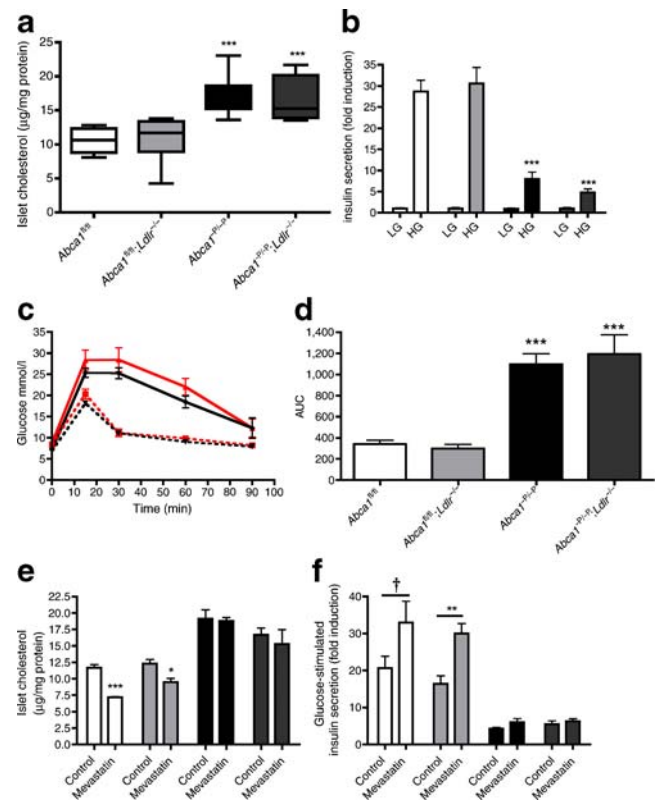 a
Islet cholesterol (μg/mg protein)
25
20
15
10
5
0
***
***
Abca1fl/fl
Abca1fl/fl;Ldlr−/−
Abca1−P/−P
Abca1−P/−P;Ldlr−/−
b
insulin secretion (fold induction)
35
30
25
20
15
10
5
0
***
***
LG
HG
LG
HG
LG
HG
LG
HG
c
Glucose mmol/l
35
30
25
20
15
10
5
0
0 10 20 30 40 50 60 70 80 90 100
Time (min)
d
AUC
1,400
1,200
1,000
800
600
400
200
0
***
***
Abca1fl/fl
Abca1fl/fl;Ldlr−/−
Abca1−P/−P
Abca1−P/−P;Ldlr−/−
e
Islet cholesterol
(μg/mg protein)
22.5
20.0
17.5
15.0
12.5
10.0
7.5
5.0
2.5
0.0
***
*
Control
Mevastatin
Control
Mevastatin
Control
Mevastatin
Control
Mevastatin
f
Glucose-stimulated
insulin secretion (fold induction)
40
30
20
10
0
†
**
Control
Mevastatin
Control
Mevastatin
Control
Mevastatin
Control
Mevastatin